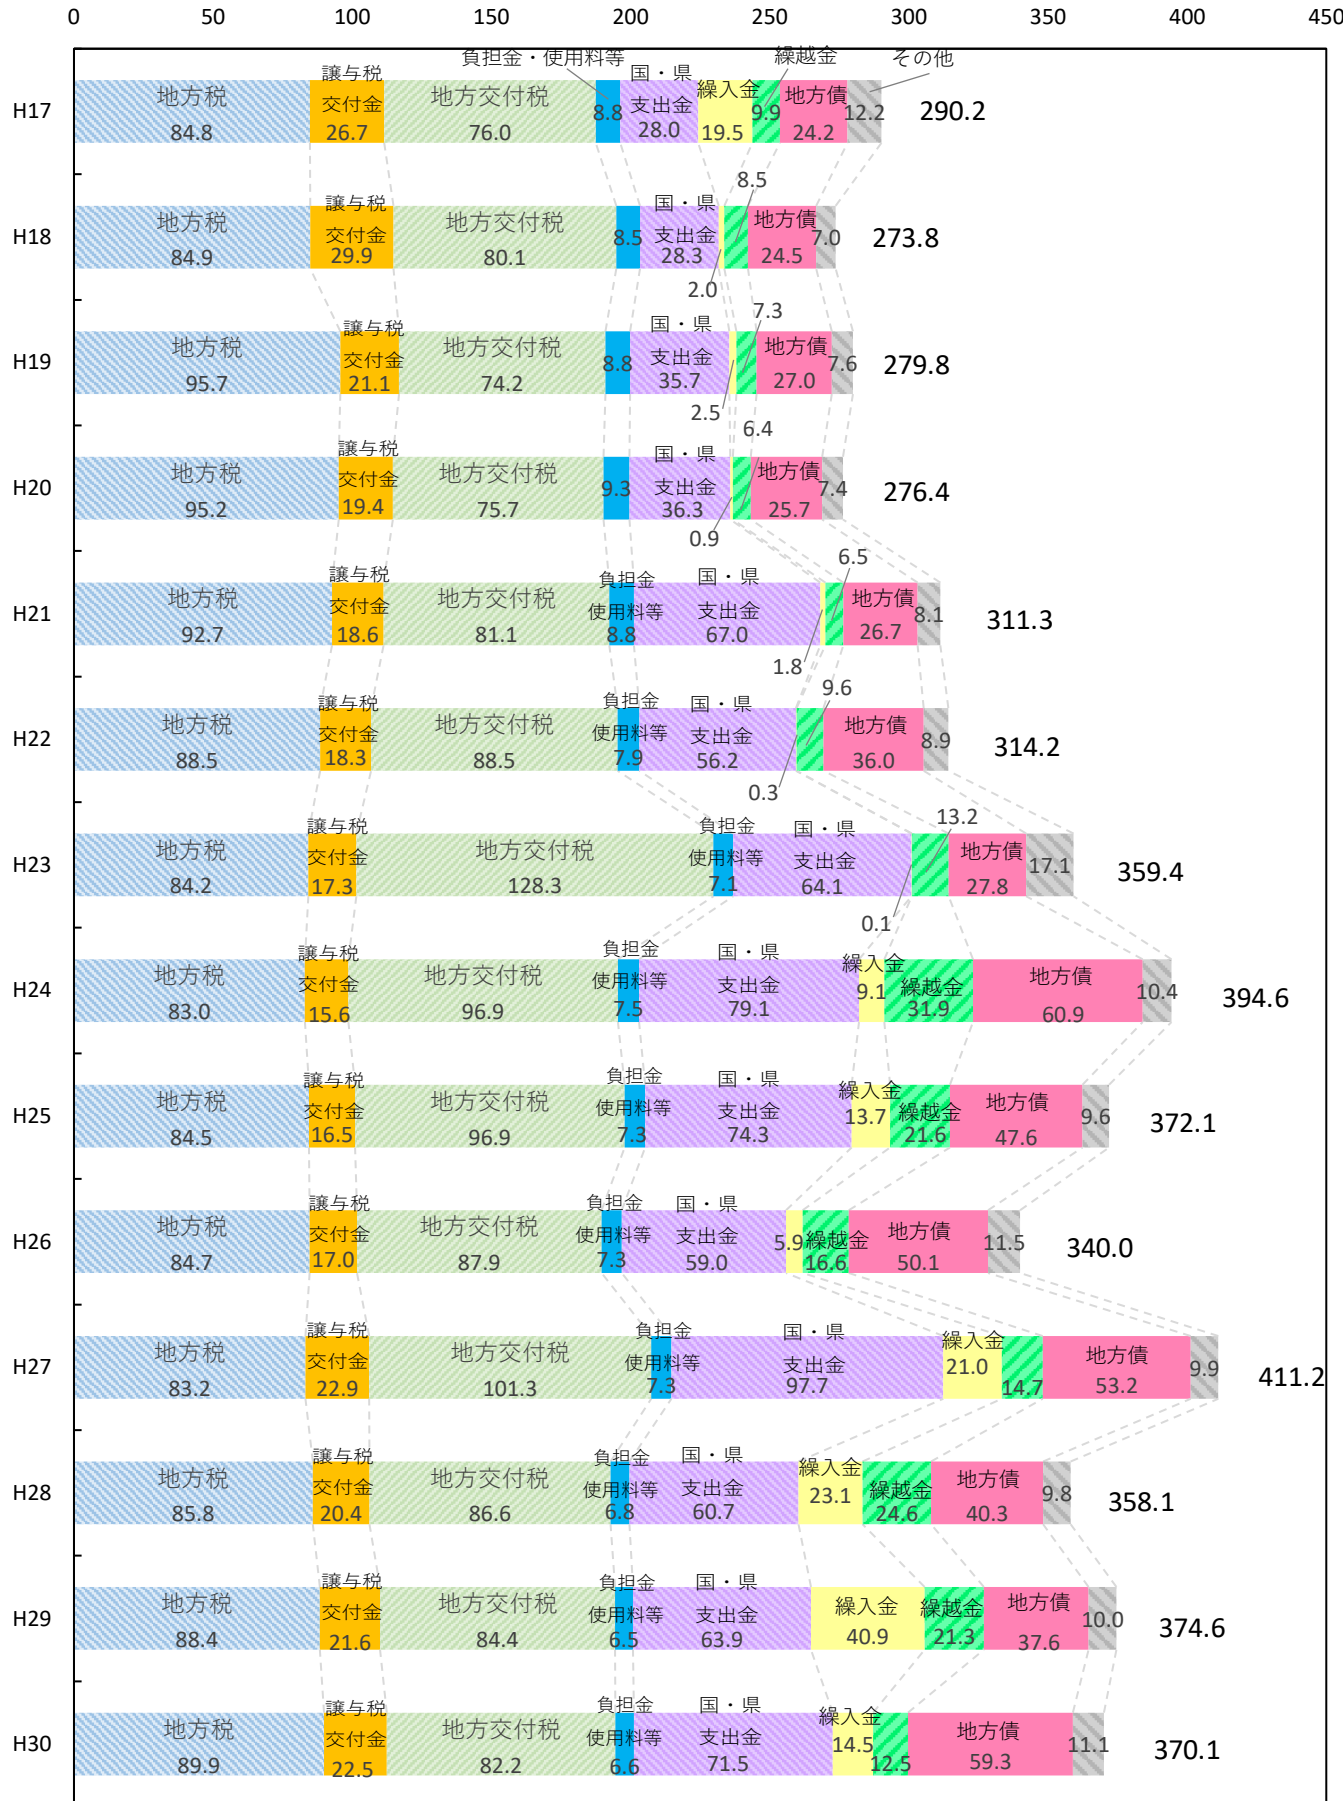 0 50 100 150 200 250 300 350 400 450
負担金・使用料等 国・県 繰越金 その他
譲与税
H17 地方税 交付金 地方交付税 支出金 繰入金 地方債
84.8 26.7 76.0 8.8 28.0 19.5 9.9 24.2 12.2 290.2
8.5
譲与税 国・県
H18 地方税 交付金 地方交付税 支出金 地方債
84.9 29.9 80.1 8.5 28.3 24.5 7.0 273.8
2.0
7.3
譲与税 国・県
H19 地方税 交付金 地方交付税 支出金 地方債
95.7 21.1 74.2 8.8 35.7 27.0 7.6 279.8
2.5
6.4
譲与税 国・県
H20 地方税 交付金 地方交付税 支出金 地方債
95.2 19.4 75.7 9.3 36.3 25.7 7.4 276.4
0.9
6.5
譲与税 負担金 国・県
H21 地方税 交付金 地方交付税 使用料等 支出金 地方債
92.7 18.6 81.1 8.8 67.0 26.7 8.1 311.3
1.8
9.6
譲与税 負担金 国・県
H22 地方税 交付金 地方交付税 使用料等 支出金 地方債
88.5 18.3 88.5 7.9 56.2 36.0 8.9 314.2
0.3
13.2
譲与税 負担金 国・県
H23 地方税 交付金 地方交付税 使用料等 支出金 地方債
84.2 17.3 128.3 7.1 64.1 27.8 17.1 359.4
0.1
譲与税 負担金 国・県
H24 地方税 交付金 地方交付税 使用料等 支出金 繰入金 繰越金 地方債
83.0 15.6 96.9 7.5 79.1 9.1 31.9 60.9 10.4 394.6
譲与税 負担金 国・県
H25 地方税 交付金 地方交付税 使用料等 支出金 繰入金 繰越金 地方債
84.5 16.5 96.9 7.3 74.3 13.7 21.6 47.6 9.6 372.1
譲与税 負担金 国・県
H26 地方税 交付金 地方交付税 使用料等 支出金 繰越金 地方債
84.7 17.0 87.9 7.3 59.0 5.9 16.6 50.1 11.5 340.0
譲与税 負担金 国・県
H27 地方税 交付金 地方交付税 使用料等 支出金 繰入金 地方債
83.2 22.9 101.3 7.3 97.7 21.0 14.7 53.2 9.9 411.2
譲与税 負担金 国・県
H28 地方税 交付金 地方交付税 使用料等 支出金 繰入金 繰越金 地方債
85.8 20.4 86.6 6.8 60.7 23.1 24.6 40.3 9.8 358.1
譲与税 負担金 国・県
H29 地方税 交付金 地方交付税 使用料等 支出金 繰入金 繰越金 地方債
88.4 21.6 84.4 6.5 63.9 40.9 21.3 37.6 10.0 374.6
譲与税 負担金 国・県
H30 地方税 交付金 地方交付税 使用料等 支出金 繰入金 地方債
89.9 22.5 82.2 6.6 71.5 14.5 12.5 59.3 11.1 370.1